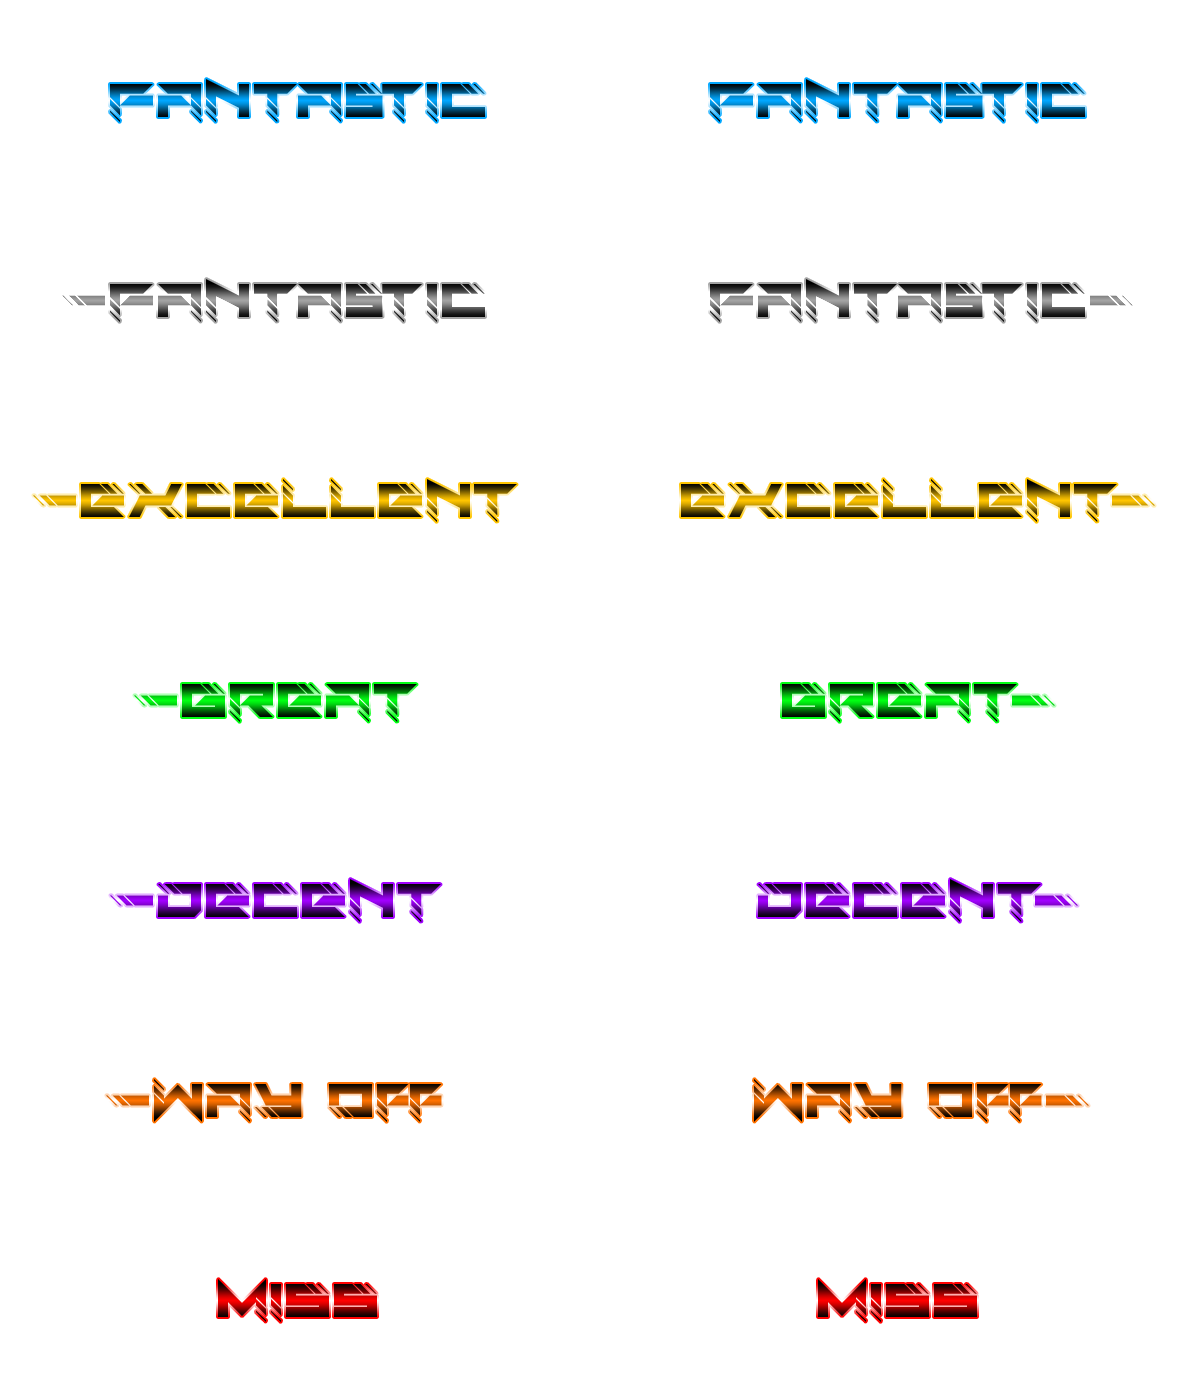 FANTASTIC FANTASTIC
-FANTASTIC FANTASTIC-
-EXCELLENT EXCELLENT-
-GREAT GREAT-
-DECENT DECENT-
-WAY OFF WAY OFF-
MISS MISS